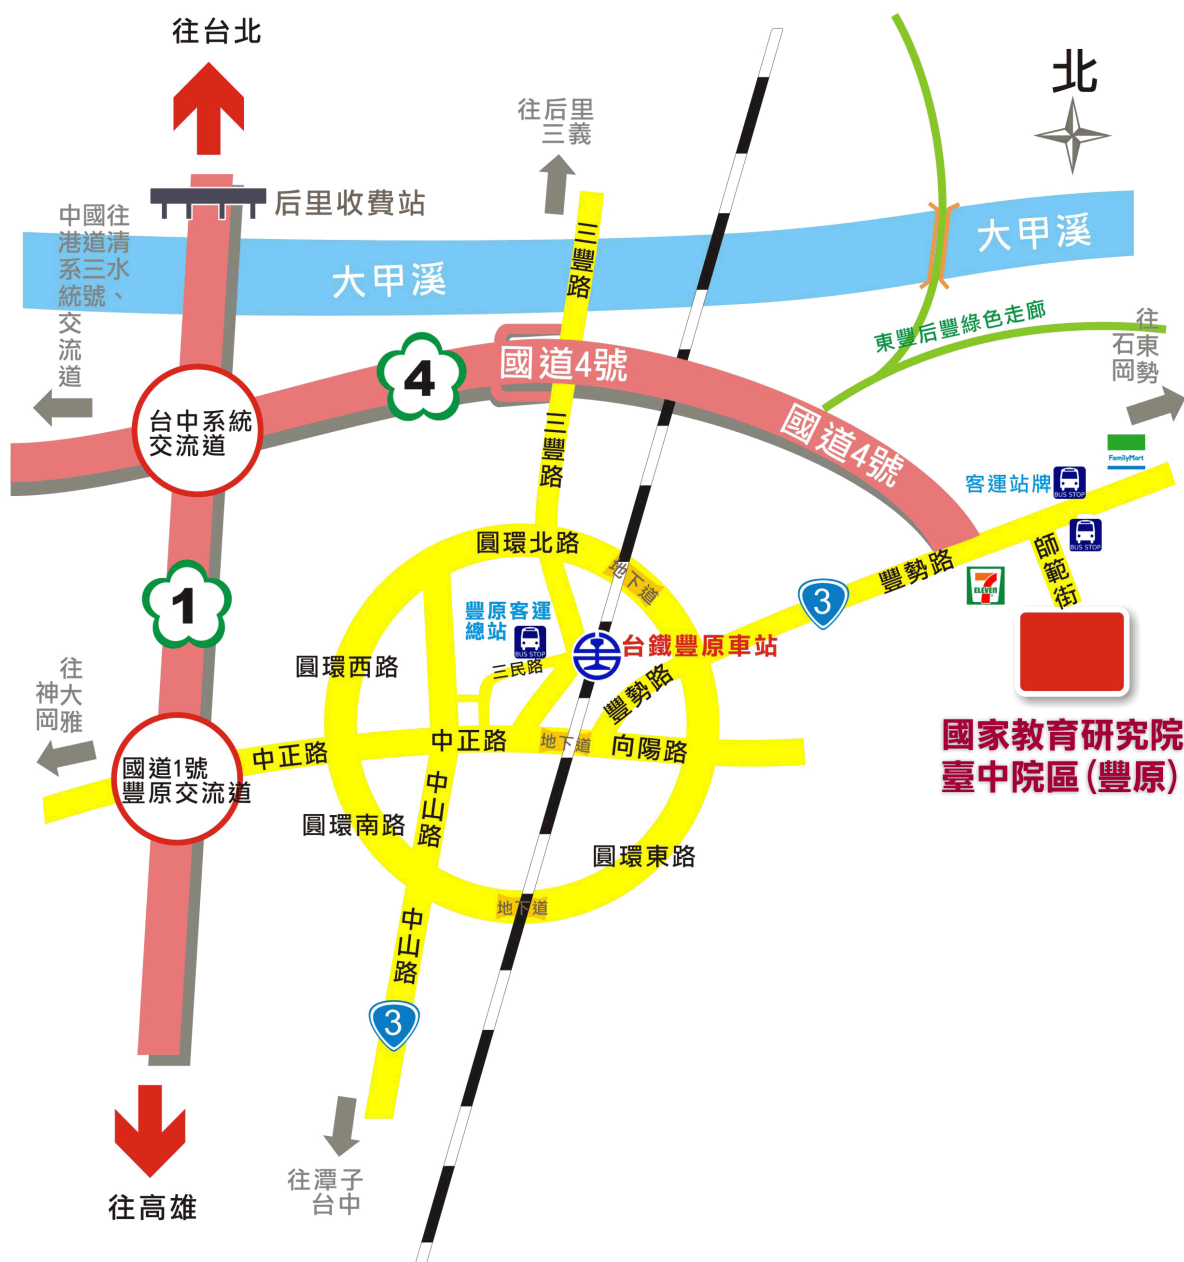 往台北
北
往后里
三義
后里收費站
往清水、
國道三號
中港系統交流道
大甲溪
大甲溪
三豐路
東豐后豐綠色走廊
往東勢
石岡
國道4號
4
國道4號
台中系統
交流道
三豐路
FamilyMart
客運站牌
BUS STOP
BUS STOP
師範街
圓環北路
地下道
豐勢路
3
7
ELEVEN
1
豐原客運
總站
BUS STOP
台鐵豐原車站
三民路
圓環西路
豐勢路
往大雅
神岡
國家教育研究院
臺中院區(豐原)
中正路
中正路
地下道
向陽路
國道1號
豐原交流道
中山路
圓環南路
圓環東路
地下道
中山路
3
往潭子
台中
往高雄